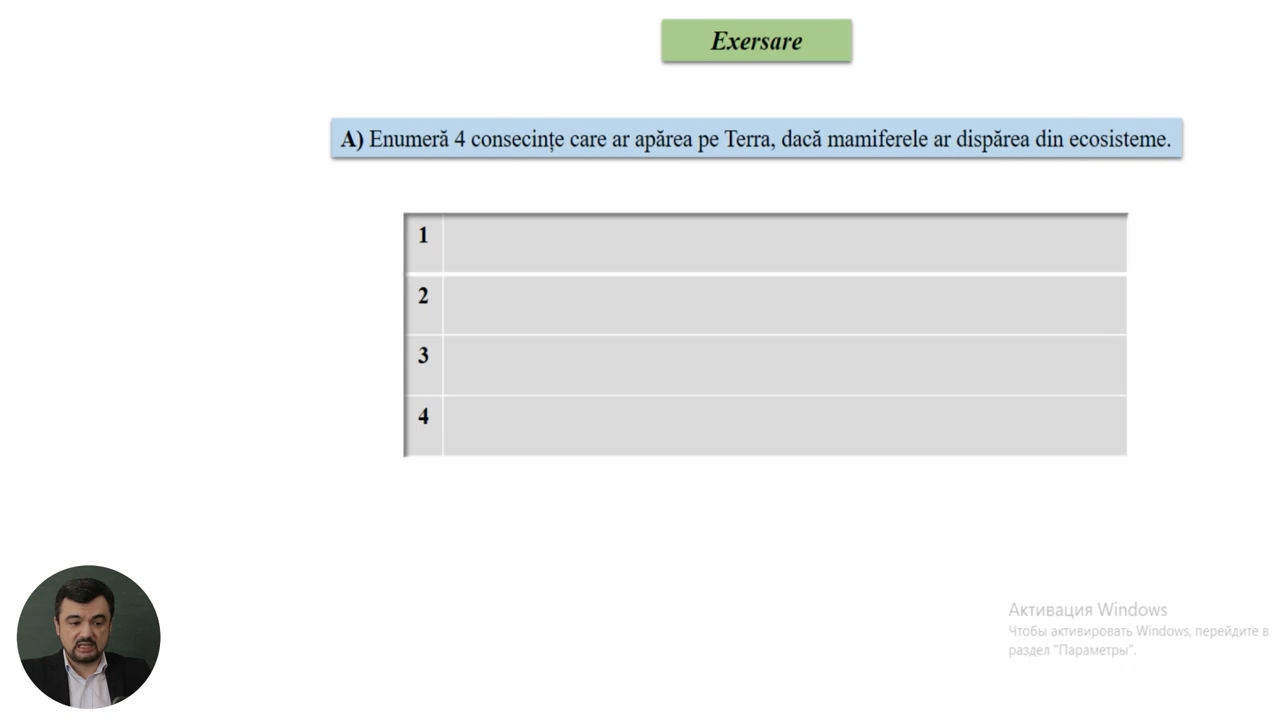 Exersare
A) Enumeră 4 consecințe care ar apărea pe Terra, dacă mamiferele ar dispărea din ecosisteme.
1
2
3
4
Активация Windows
Чтобы активировать Windows, перейдите в
раздел "Параметры".